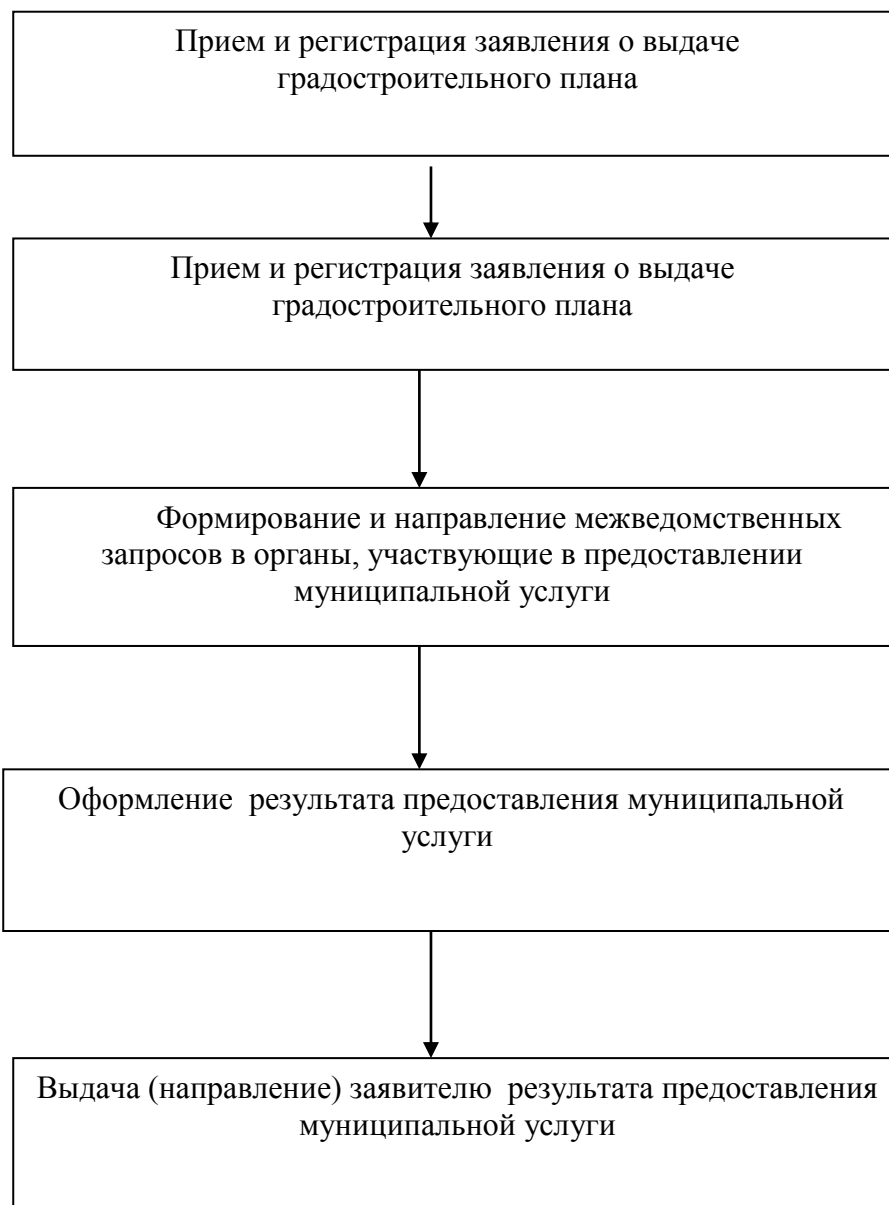 Прием и регистрация заявления о выдаче
градостроительного плана
Прием и регистрация заявления о выдаче
градостроительного плана
Формирование и направление межведомственных
запросов в органы, участвующие в предоставлении
муниципальной услуги
Оформление результата предоставления муниципальной
услуги
Выдача (направление) заявителю результата предоставления
муниципальной услуги